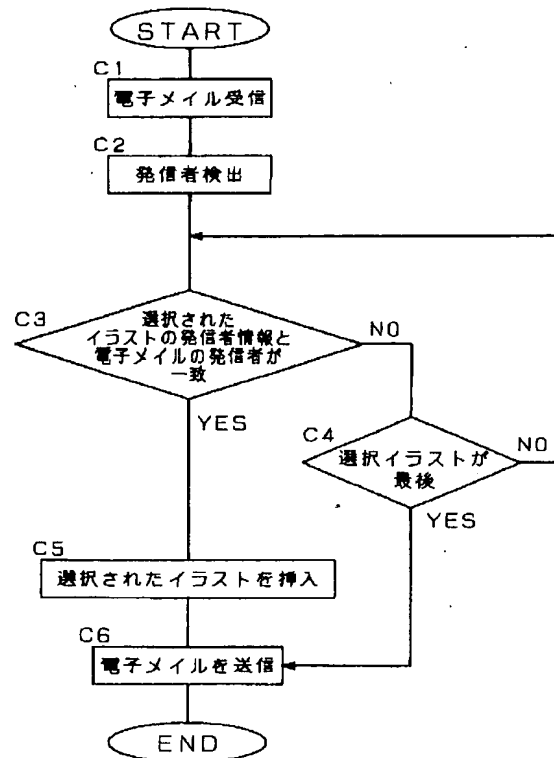 START
C1
電子メイル受信
C2
発信者検出
C3
選択された
イラストの発信者情報と
電子メイルの発信者が
一致
NO
YES
C4
選択イラストが
最後
NO
YES
C5
選択されたイラストを挿入
C6
電子メイルを送信
END